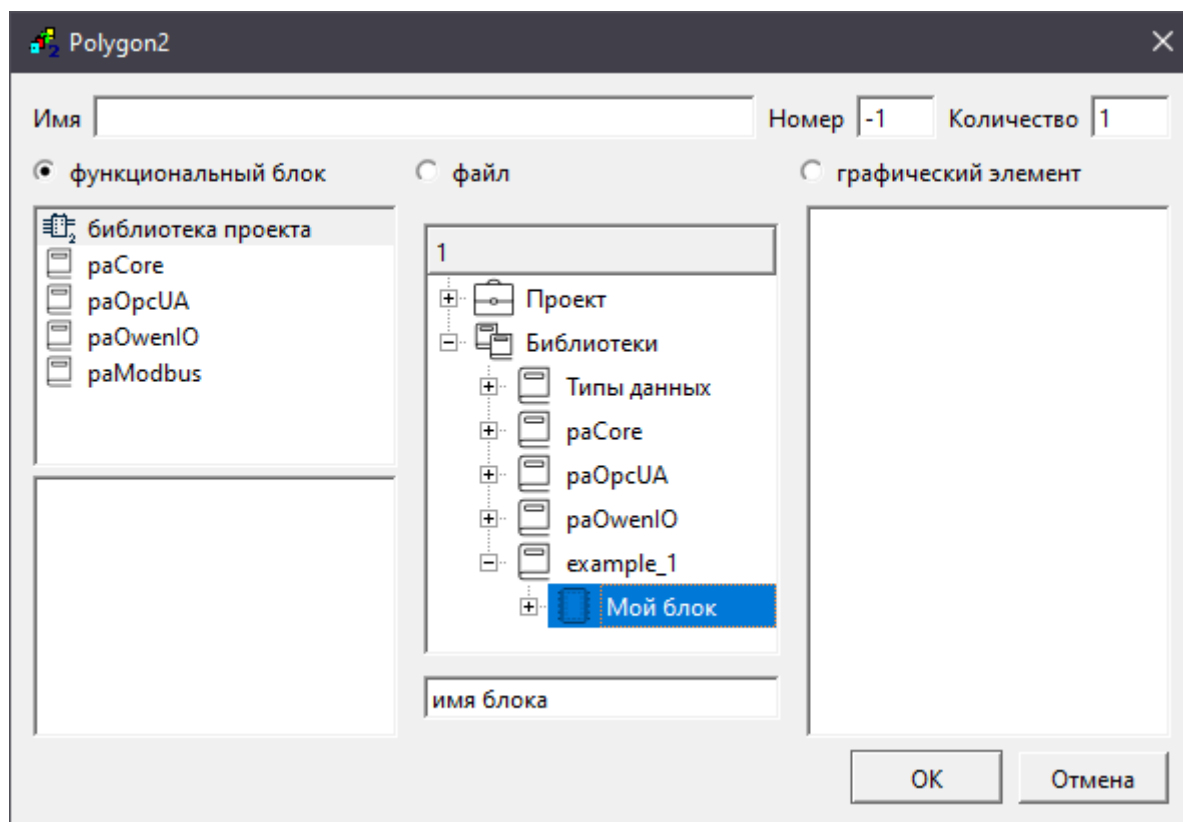 Polygon2
Имя Номер -1 Количество 1
функциональный блок файл графический элемент
библиотека проекта
paCore
paOpcUA
paOwenIO
paModbus
1
Проект
Библиотеки
Типы данных
paCore
paOpcUA
paOwenIO
example_1
Мой блок
имя блока
OK Отмена